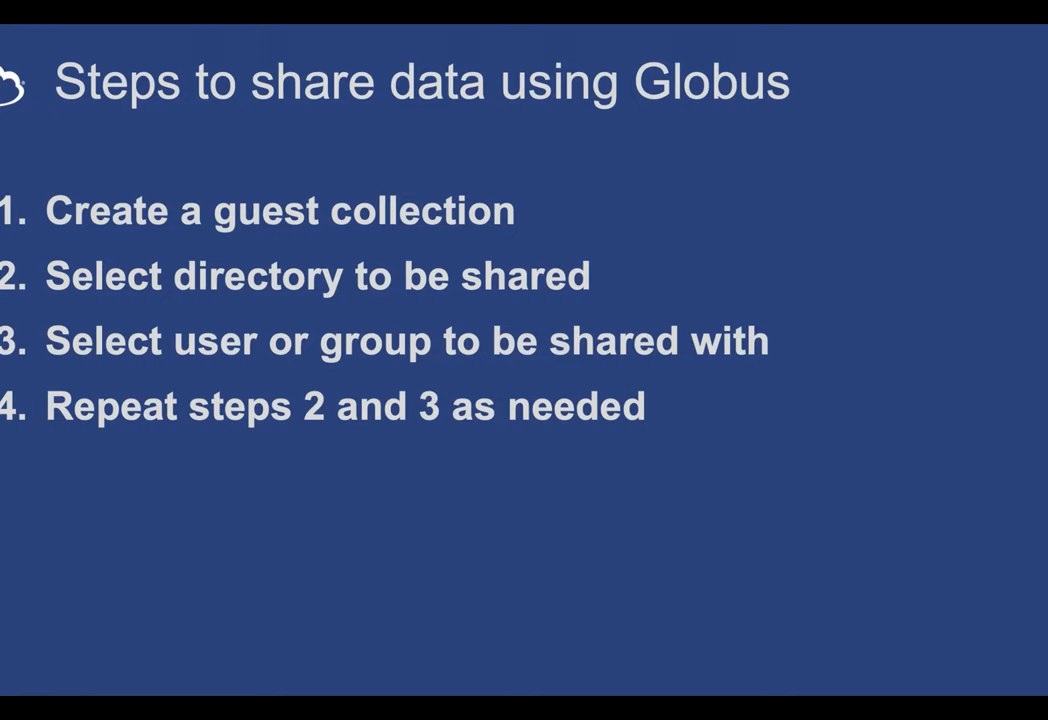 Steps to share data using Globus
1. Create a guest collection
2. Select directory to be shared
3. Select user or group to be shared with
4. Repeat steps 2 and 3 as needed